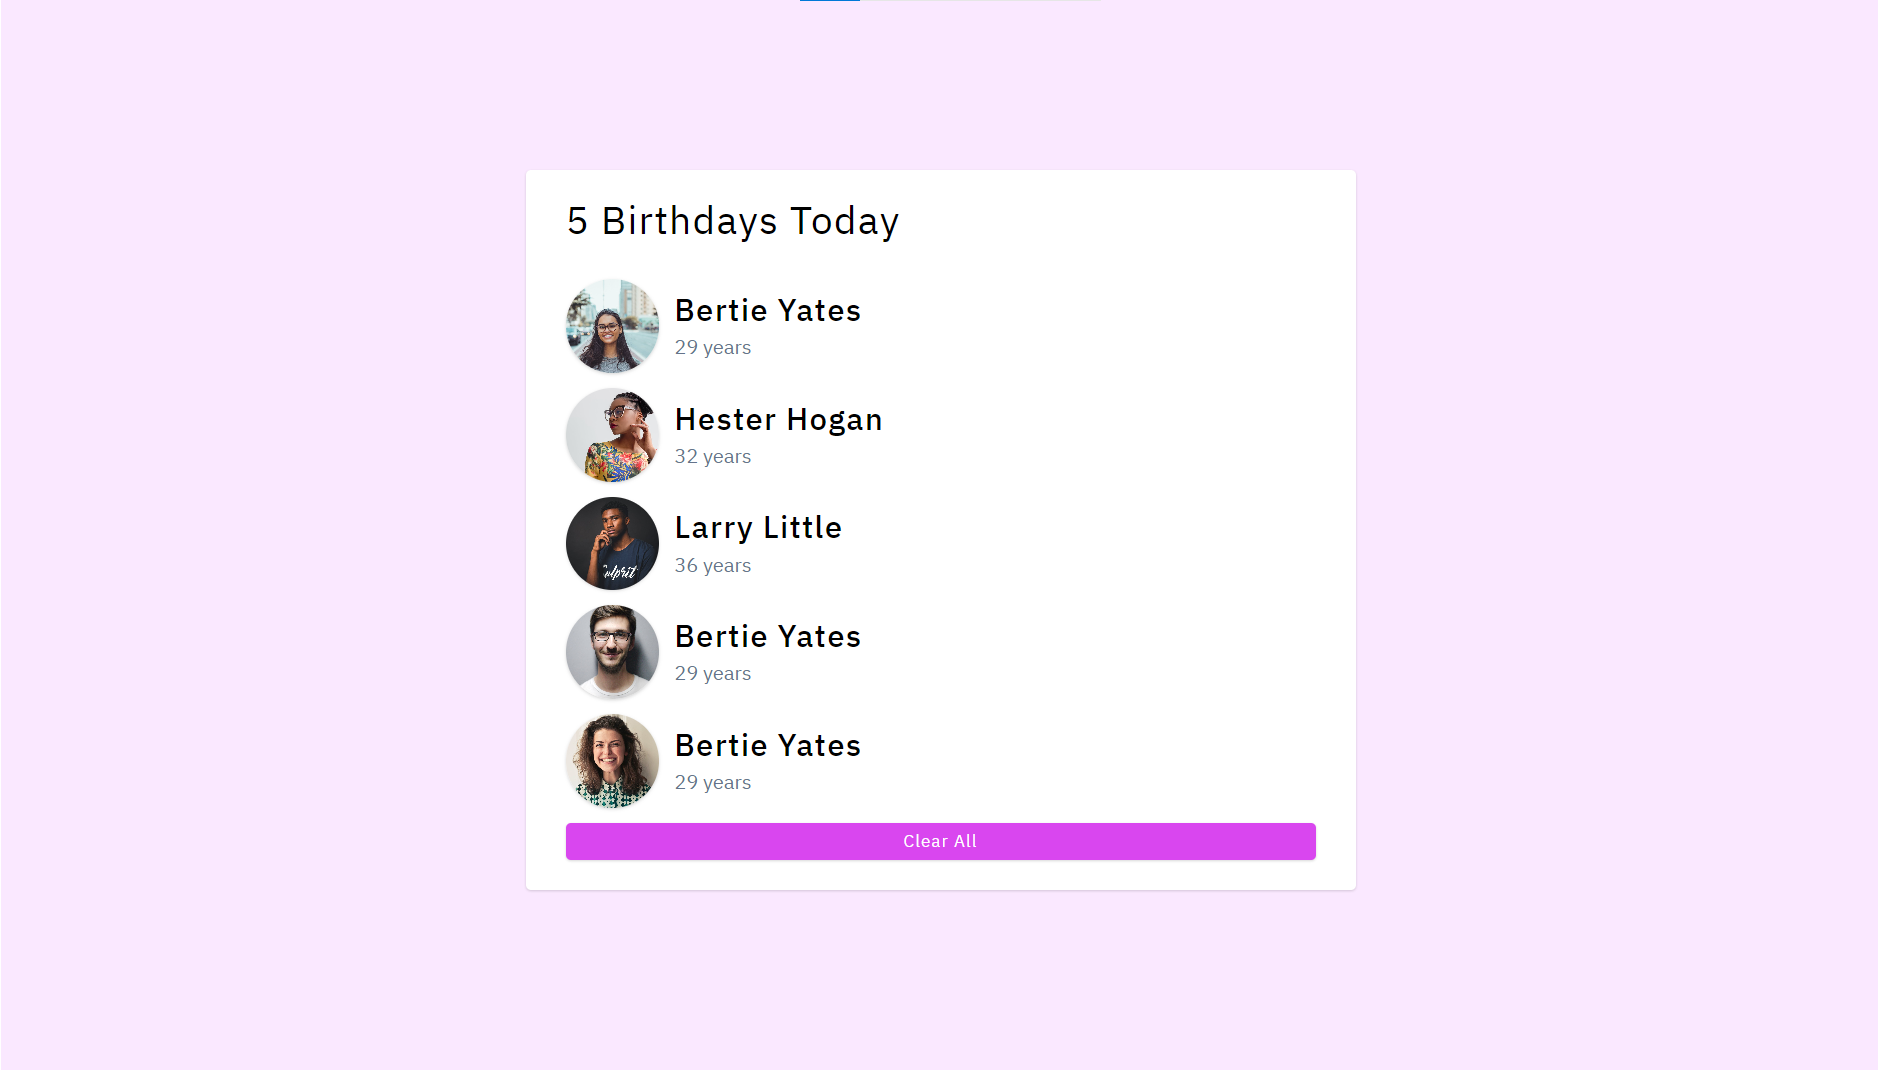 5 Birthdays Today
Bertie Yates
29 years
Hester Hogan
32 years
Larry Little
36 years
Bertie Yates
29 years
Bertie Yates
29 years
Clear All